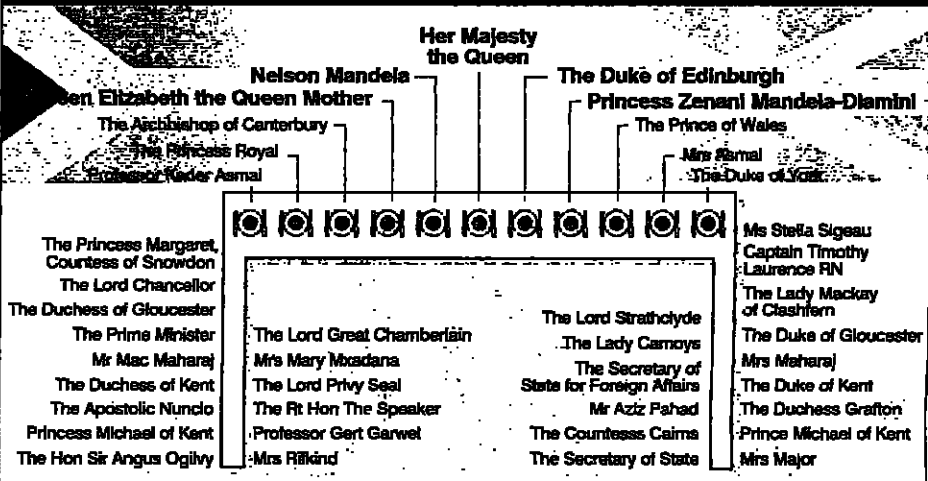 Her Majesty
the Queen
Nelson Mandela
The Duke of Edinburgh
Elizabeth the Queen Mother
Princess Zenani Mandela-Dlamini
The Archbishop of Canterbury
The Prince of Wales
The Princess Royal
Mrs Asmal
Professor Kader Asmal
The Duke of York
The Princess Margaret,
Countess of Snowdon
The Lord Chancellor
The Duchess of Gloucester
The Prime Minister
Mr Mac Maharaj
The Duchess of Kent
The Apostolic Nuncio
Princess Michael of Kent
The Hon Sir Angus Ogilvy
The Lord Great Chamberlain
Mrs Mary Mxadana
The Lord Privy Seal
The Rt Hon The Speaker
Professor Gert Garwel
Mrs Rifkind
The Lord Strathclyde
The Lady Camoys
The Secretary of
State for Foreign Affairs
Mr Aziz Pahad
The Countesss Cairns
The Secretary of State
Ms Stella Sigeau
Captain Timothy
Laurence RN
The Lady Mackay
of Clashfern
The Duke of Gloucester
Mrs Maharaj
The Duke of Kent
The Duchess Grafton
Prince Michael of Kent
Mrs Major